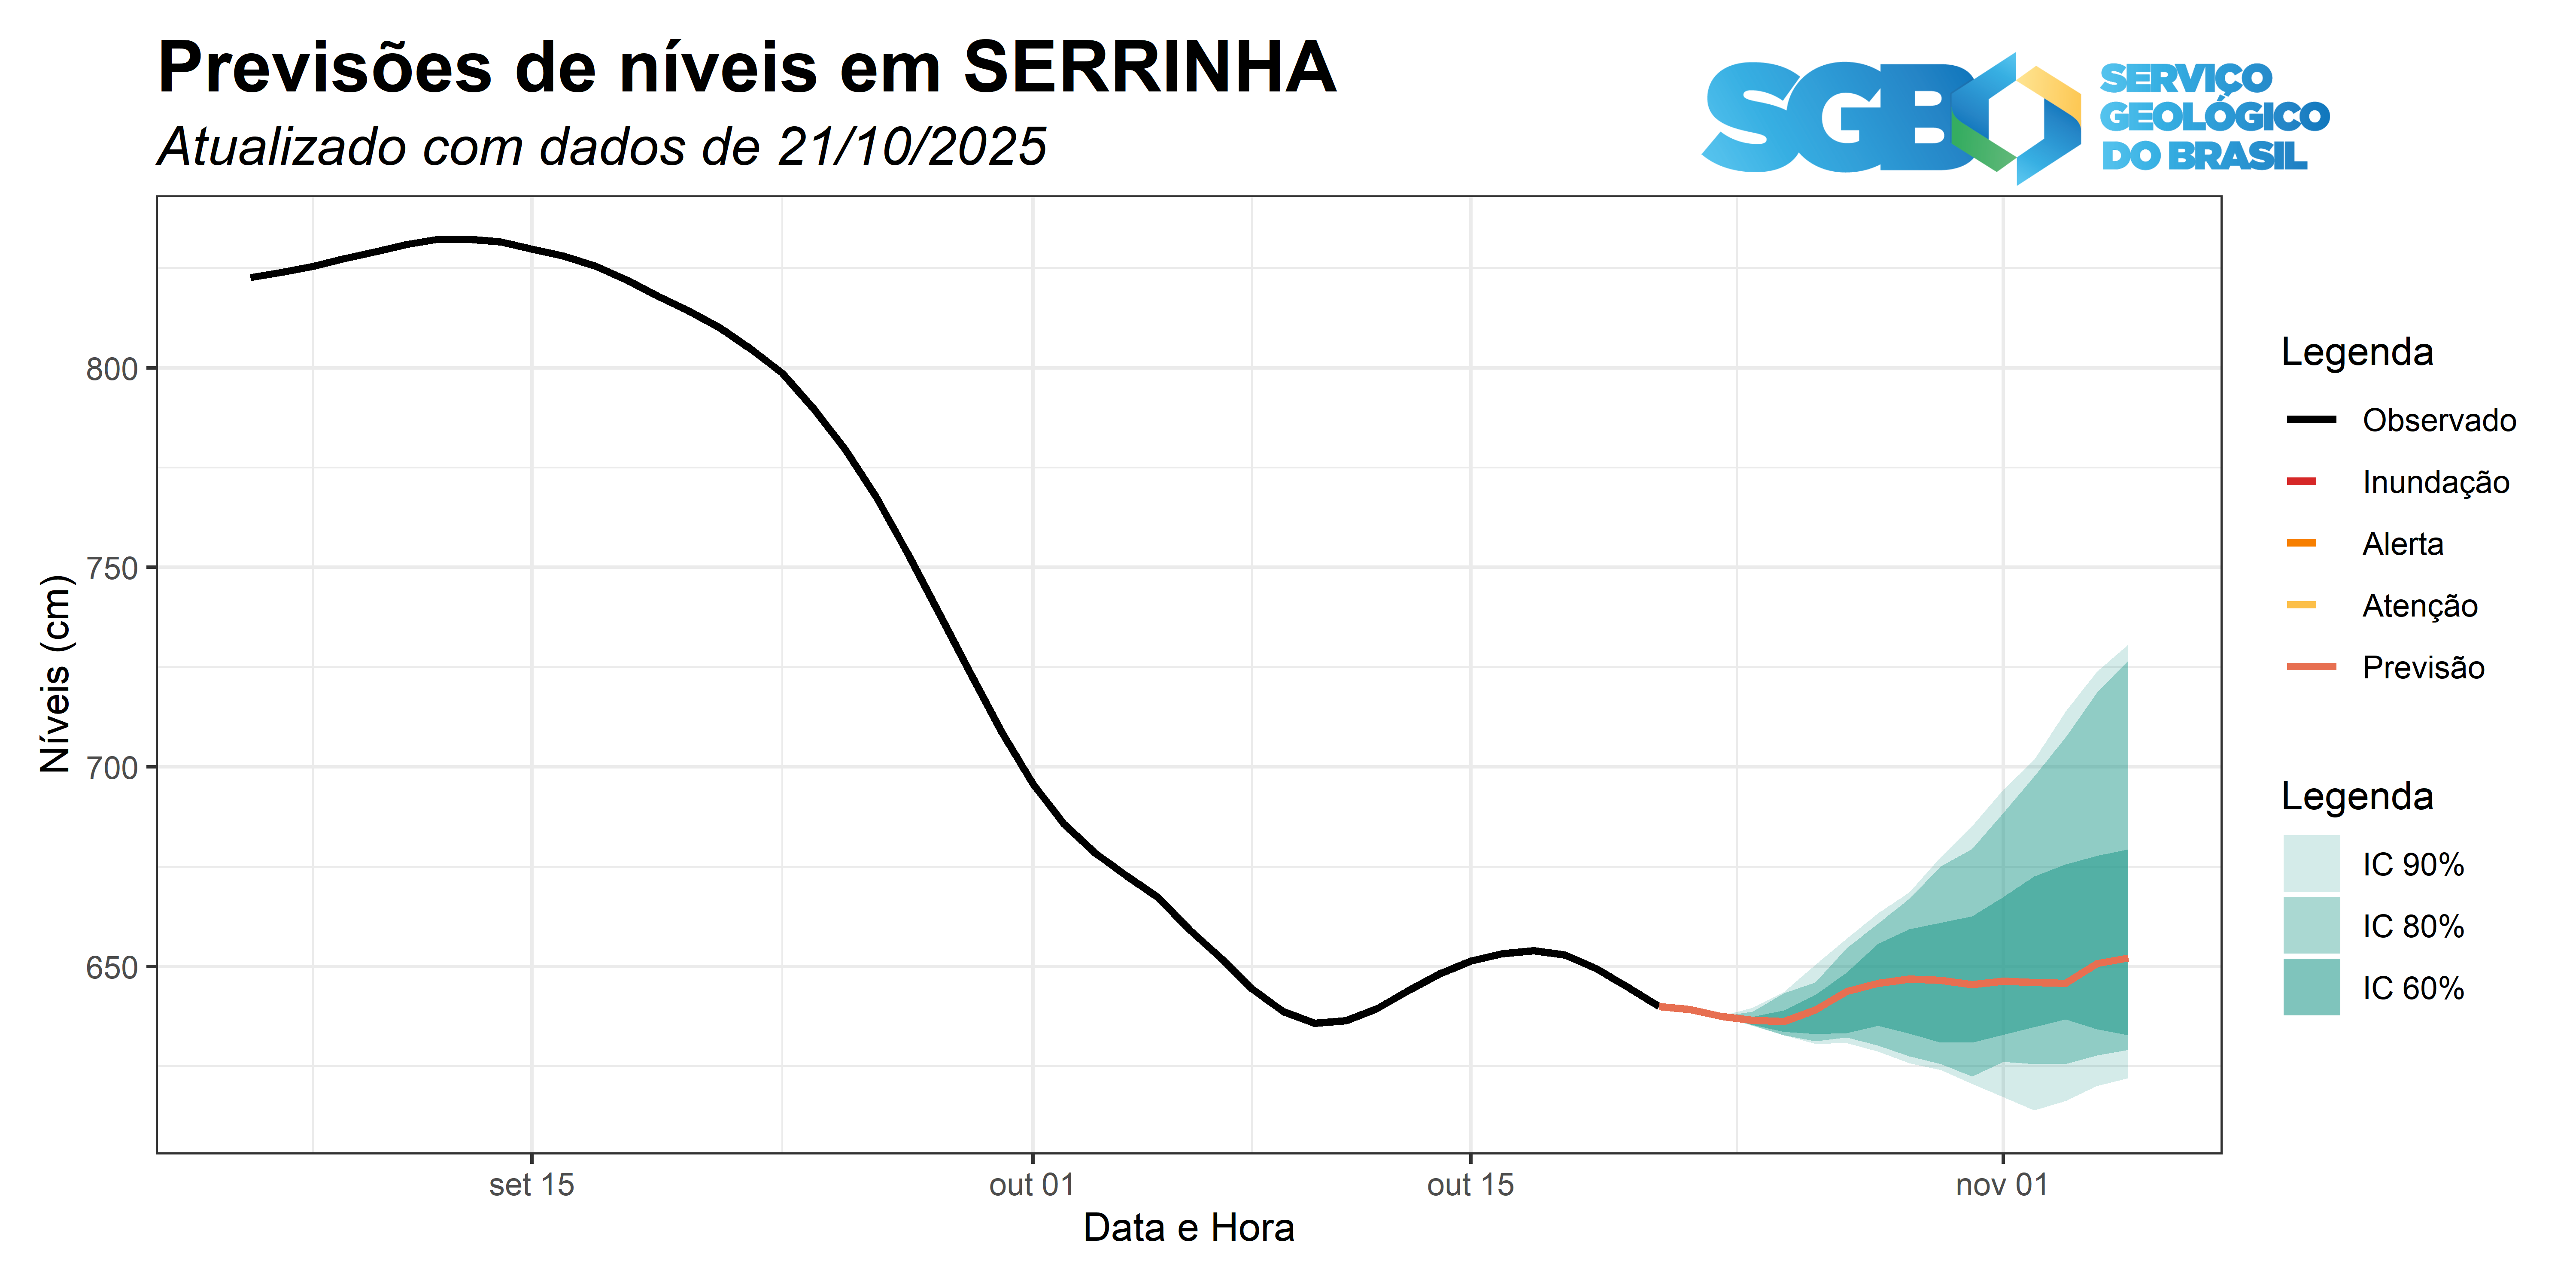 Previsões de níveis em SERRINHA
Atualizado com dados de 21/10/2025
SGB
SERVIÇO
GEOLÓGICO
DO BRASIL
Níveis (cm)
800
750
700
650
set 15
out 01
out 15
nov 01
Data e Hora
Legenda
Observado
Inundação
Alerta
Atenção
Previsão
Legenda
IC 90%
IC 80%
IC 60%